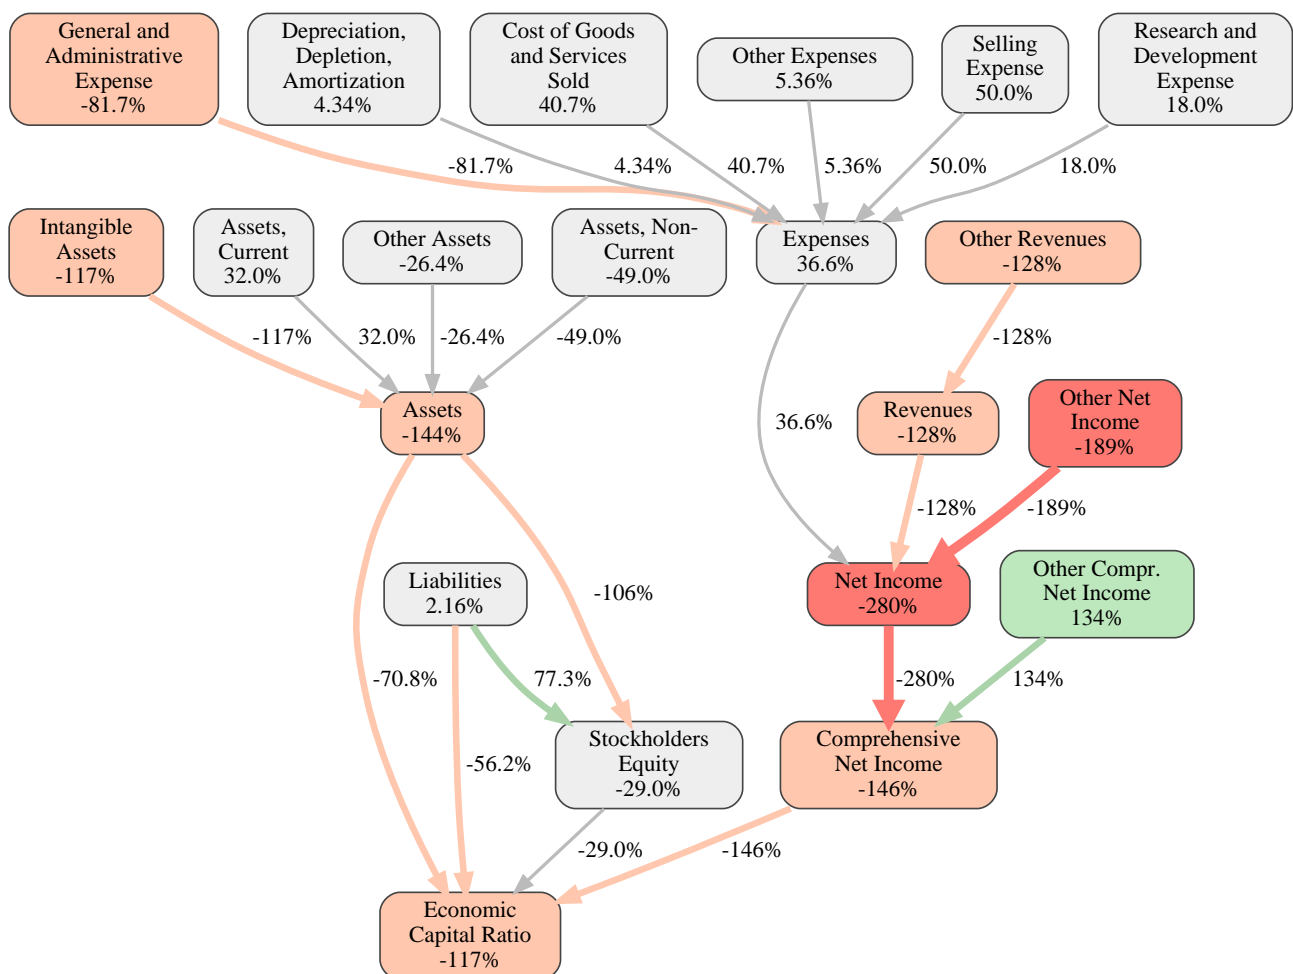 General and
Administrative
Expense
-81.7%
Depreciation,
Depletion,
Amortization
4.34%
Cost of Goods
and Services
Sold
40.7%
Other Expenses
5.36%
Selling
Expense
50.0%
Research and
Development
Expense
18.0%
-81.7%
4.34%
40.7%
5.36%
50.0%
18.0%
Intangible
Assets
-117%
Assets,
Current
32.0%
Other Assets
-26.4%
Assets, Non-
Current
-49.0%
Expenses
36.6%
Other Revenues
-128%
-117%
32.0%
-26.4%
-49.0%
-128%
Assets
-144%
36.6%
Revenues
-128%
Other Net
Income
-189%
-128%
-189%
Liabilities
2.16%
-106%
Net Income
-280%
Other Compr.
Net Income
134%
-70.8%
77.3%
-280%
134%
-56.2%
Stockholders
Equity
-29.0%
Comprehensive
Net Income
-146%
-29.0%
-146%
Economic
Capital Ratio
-117%